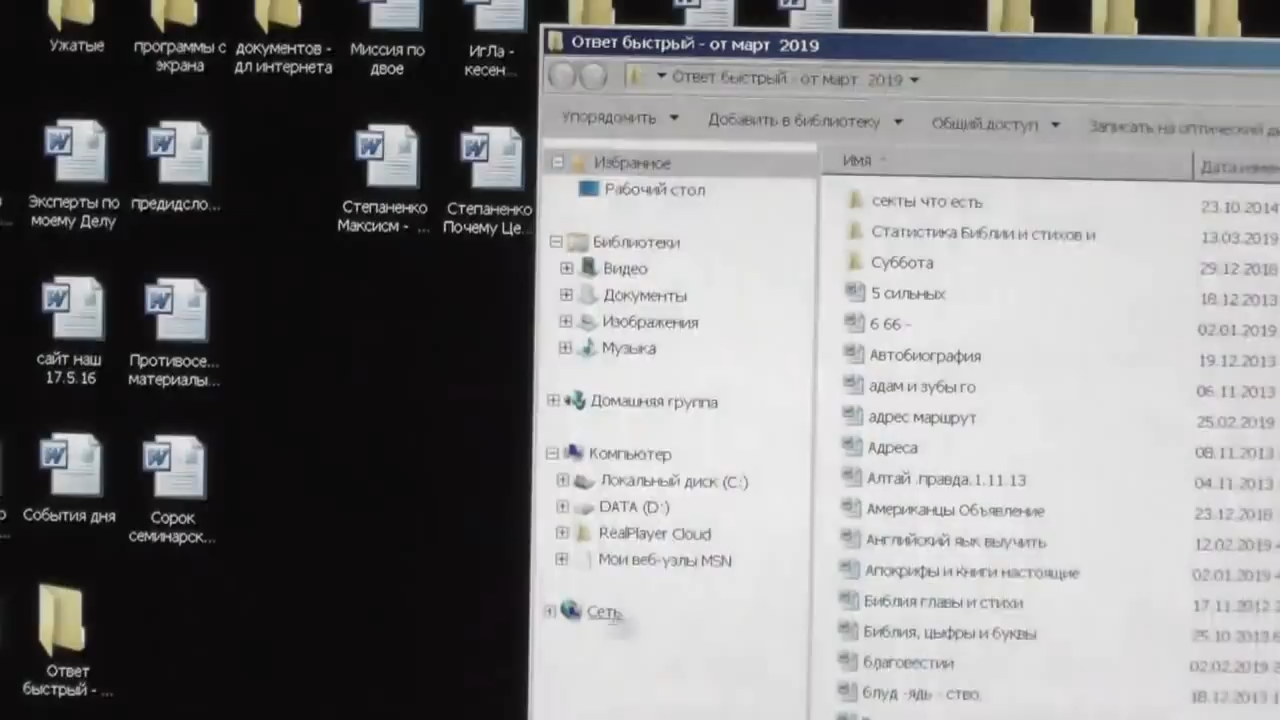 Ужатые
программы с
экрана
документов -
дл интернета
Миссия по
двое
ИгЛа -
кесен...
Эксперты по
моему Делу
предисло...
Степаненко
Максисм - ...
Степаненко
Почему Це...
сайт наш
17.5.16
Противосе...
материалы...
События дня
Сорок
семинарск...
Ответ
быстрый - ...
Ответ быстрый - от март 2019
Ответ быстрый - от март 2019
Упорядочить
Добавить в библиотеку
Общий доступ
Записать на оптический
Избранное
Рабочий стол
Библиотеки
Видео
Документы
Изображения
Музыка
Домашняя группа
Компьютер
Локальный диск (C:)
DATA (D:)
RealPlayer Cloud
Мои веб-узлы MSN
Сеть
Имя
Дата
секты что есть
23.10.2014
Статистика Библии и стихов и
13.03.2019
Суббота
29.12.2018
5 сильных
18.12.2013
6 66 -
02.01.2019
Автобиография
19.12.2013
адам и зубы го
06.11.2013
адрес маршрут
25.02.2019
Адреса
08.11.2013
Алтай .правда.1.11.13
04.11.2013
Американцы Объявление
23.12.2018
Английский яык выучить
12.02.2019
Апокрифы и книги настоящие
02.01.2019
Библия главы и стихи
17.11.2012
Библия, цыфры и буквы
25.10.2013
благовестии
02.02.2019
блуд -ядь - ство.
18.12.2013